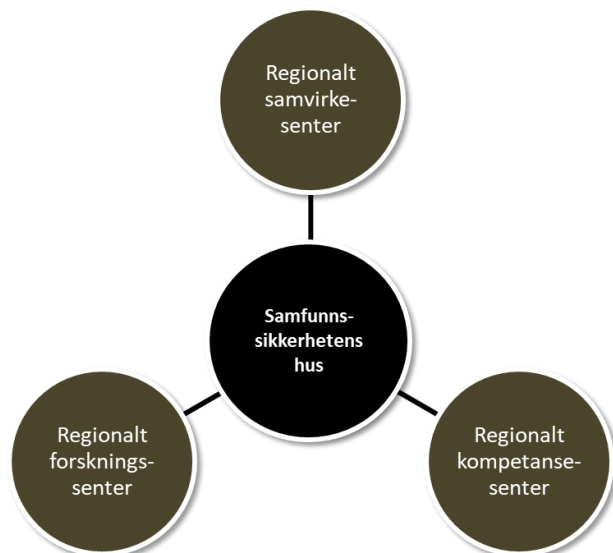 Regionalt
samvirke-
senter
Samfunns-
sikkerhetens
hus
Regionalt
forsknings-
senter
Regionalt
kompetanse-
senter